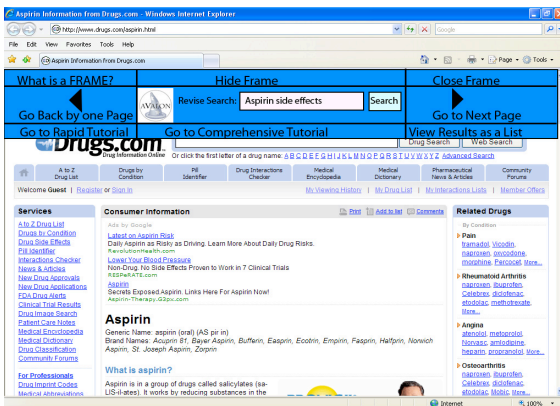 Aspirin Information from Drugs.com - Windows Internet Explorer
http://www.drugs.com/aspirin.html
Google
File Edit View Favorites Tools Help
Aspirin Information from Drugs.com
Page Tools
What is a FRAME? Hide Frame Close Frame
AVALON Revise Search: Aspirin side effects Search
Go Back by one Page Go to Next Page
Go to Rapid Tutorial Go to Comprehensive Tutorial View Results as a List
Drugs.com Drug Search Web Search
Drug Information Online Or click the first letter of a drug name: A B C D E F G H I J K L M N O P Q R S T U V W X Y Z Advanced Search
A to Z Drug List
Drugs by Condition
Pill Identifier
Drug Interactions Checker
Medical Encyclopedia
Medical Dictionary
Pharmaceutical News & Articles
Community Forums
Welcome Guest | Register or Sign In My Viewing History | My Drug List | My Interactions Lists | Member Offers
Services
A to Z Drug List
Drugs by Condition
Drug Side Effects
Pill Identifier
Interactions Checker
News & Articles
New Drug Approvals
New Drug Applications
FDA Drug Alerts
Clinical Trial Results
Drug Image Search
Patient Care Notes
Medical Encyclopedia
Medical Dictionary
Drug Classification
Community Forums
For Professionals
Drug Imprint Codes
Medical Abbreviations
Consumer Information Print Add to list Comments
Ads by Google
Latest on Aspirin Risk
Daily Aspirin as Risky as Driving. Learn More About Daily Drug Risks.
RevolutionHealth.com
Lower Your Blood Pressure
Non-Drug. No Side Effects Proven to Work in 7 Clinical Trials
RESPeRATE.com
Aspirin
Secrets Exposed Aspirin. Links Here For Aspirin Now!
Aspirin-Therapy.G3px.com
Aspirin
Generic Name: aspirin (oral) (AS pir in)
Brand Names: Acuprin 81, Bayer Aspirin, Bufferin, Easprin, Ecotrin, Empirin, Fasprin, Halfprin, Norwich
Aspirin, St. Joseph Aspirin, Zorprin
What is aspirin?
Aspirin is in a group of drugs called salicylates (sa-
LIS-il-ates). It works by reducing substances in the
Related Drugs
By Condition
Pain
tramadol, Vicodin,
naproxen, oxycodone,
morphine, Percocet, More...
Rheumatoid Arthritis
naproxen, ibuprofen,
Celebrex, diclofenac,
etodolac, methotrexate,
More...
Angina
atenolol, metoprolol,
Norvasc, amlodipine,
heparin, propranolol, More...
Osteoarthritis
naproxen, ibuprofen,
Celebrex, diclofenac,
etodolac, Mobic, More...
Internet 100%